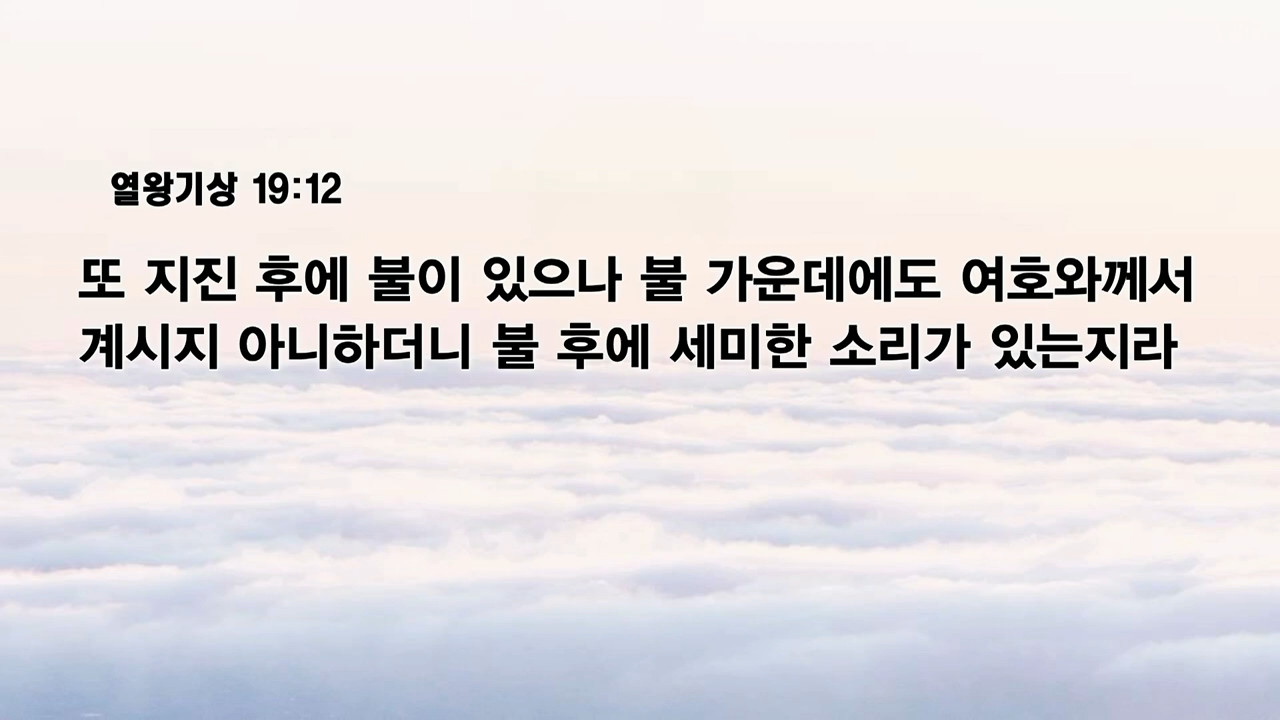 열왕기상 19:12
또 지진 후에 불이 있으나 불 가운데에도 여호와께서
계시지 아니하더니 불 후에 세미한 소리가 있는지라